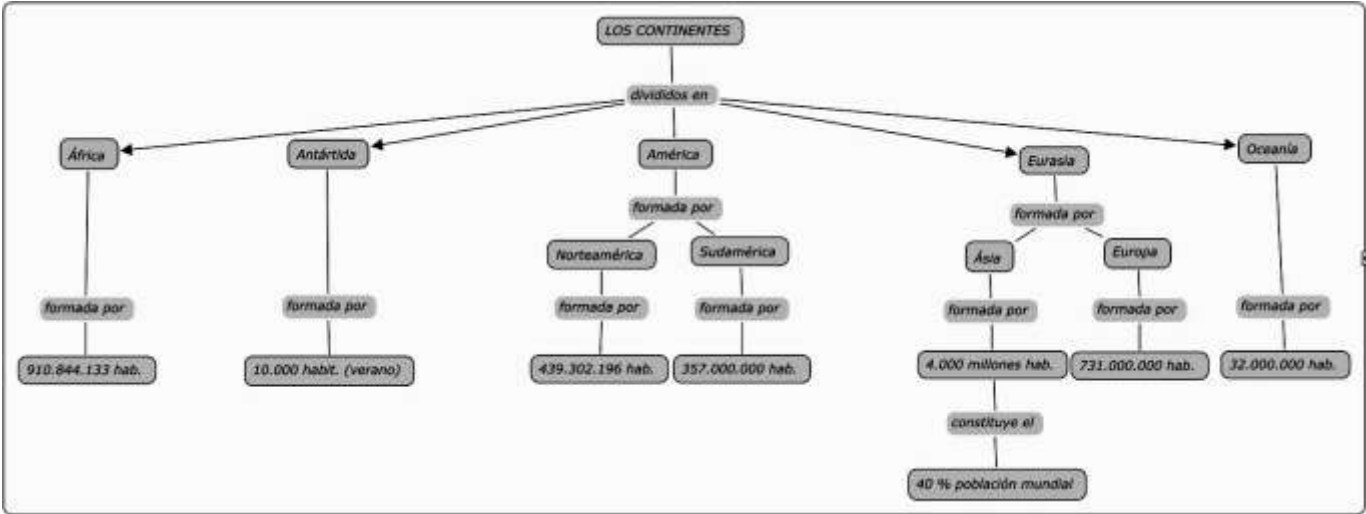 LOS CONTINENTES
divididos en
África
Antártida
América
Eurasia
Oceanía
formada por
formada por
Norteamérica
Sudamérica
Ásia
Europa
formada por
formada por
formada por
formada por
formada por
formada por
formada por
910.844.133 hab.
10.000 habit. (verano)
439.302.196 hab.
357.000.000 hab.
4.000 millones hab.
731.000.000 hab.
32.000.000 hab.
constituye el
40 % población mundial